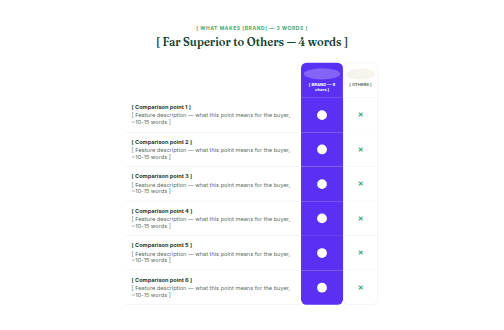 [ WHAT MAKES [BRAND] — 3 WORDS ]
[ Far Superior to Others — 4 words ]
[ BRAND — 8 chars ]
[ OTHERS ]
[ Comparison point 1 ]
[ Feature description — what this point means for the buyer,
~10-15 words ]
[ Comparison point 2 ]
[ Feature description — what this point means for the buyer,
~10-15 words ]
[ Comparison point 3 ]
[ Feature description — what this point means for the buyer,
~10-15 words ]
[ Comparison point 4 ]
[ Feature description — what this point means for the buyer,
~10-15 words ]
[ Comparison point 5 ]
[ Feature description — what this point means for the buyer,
~10-15 words ]
[ Comparison point 6 ]
[ Feature description — what this point means for the buyer,
~10-15 words ]